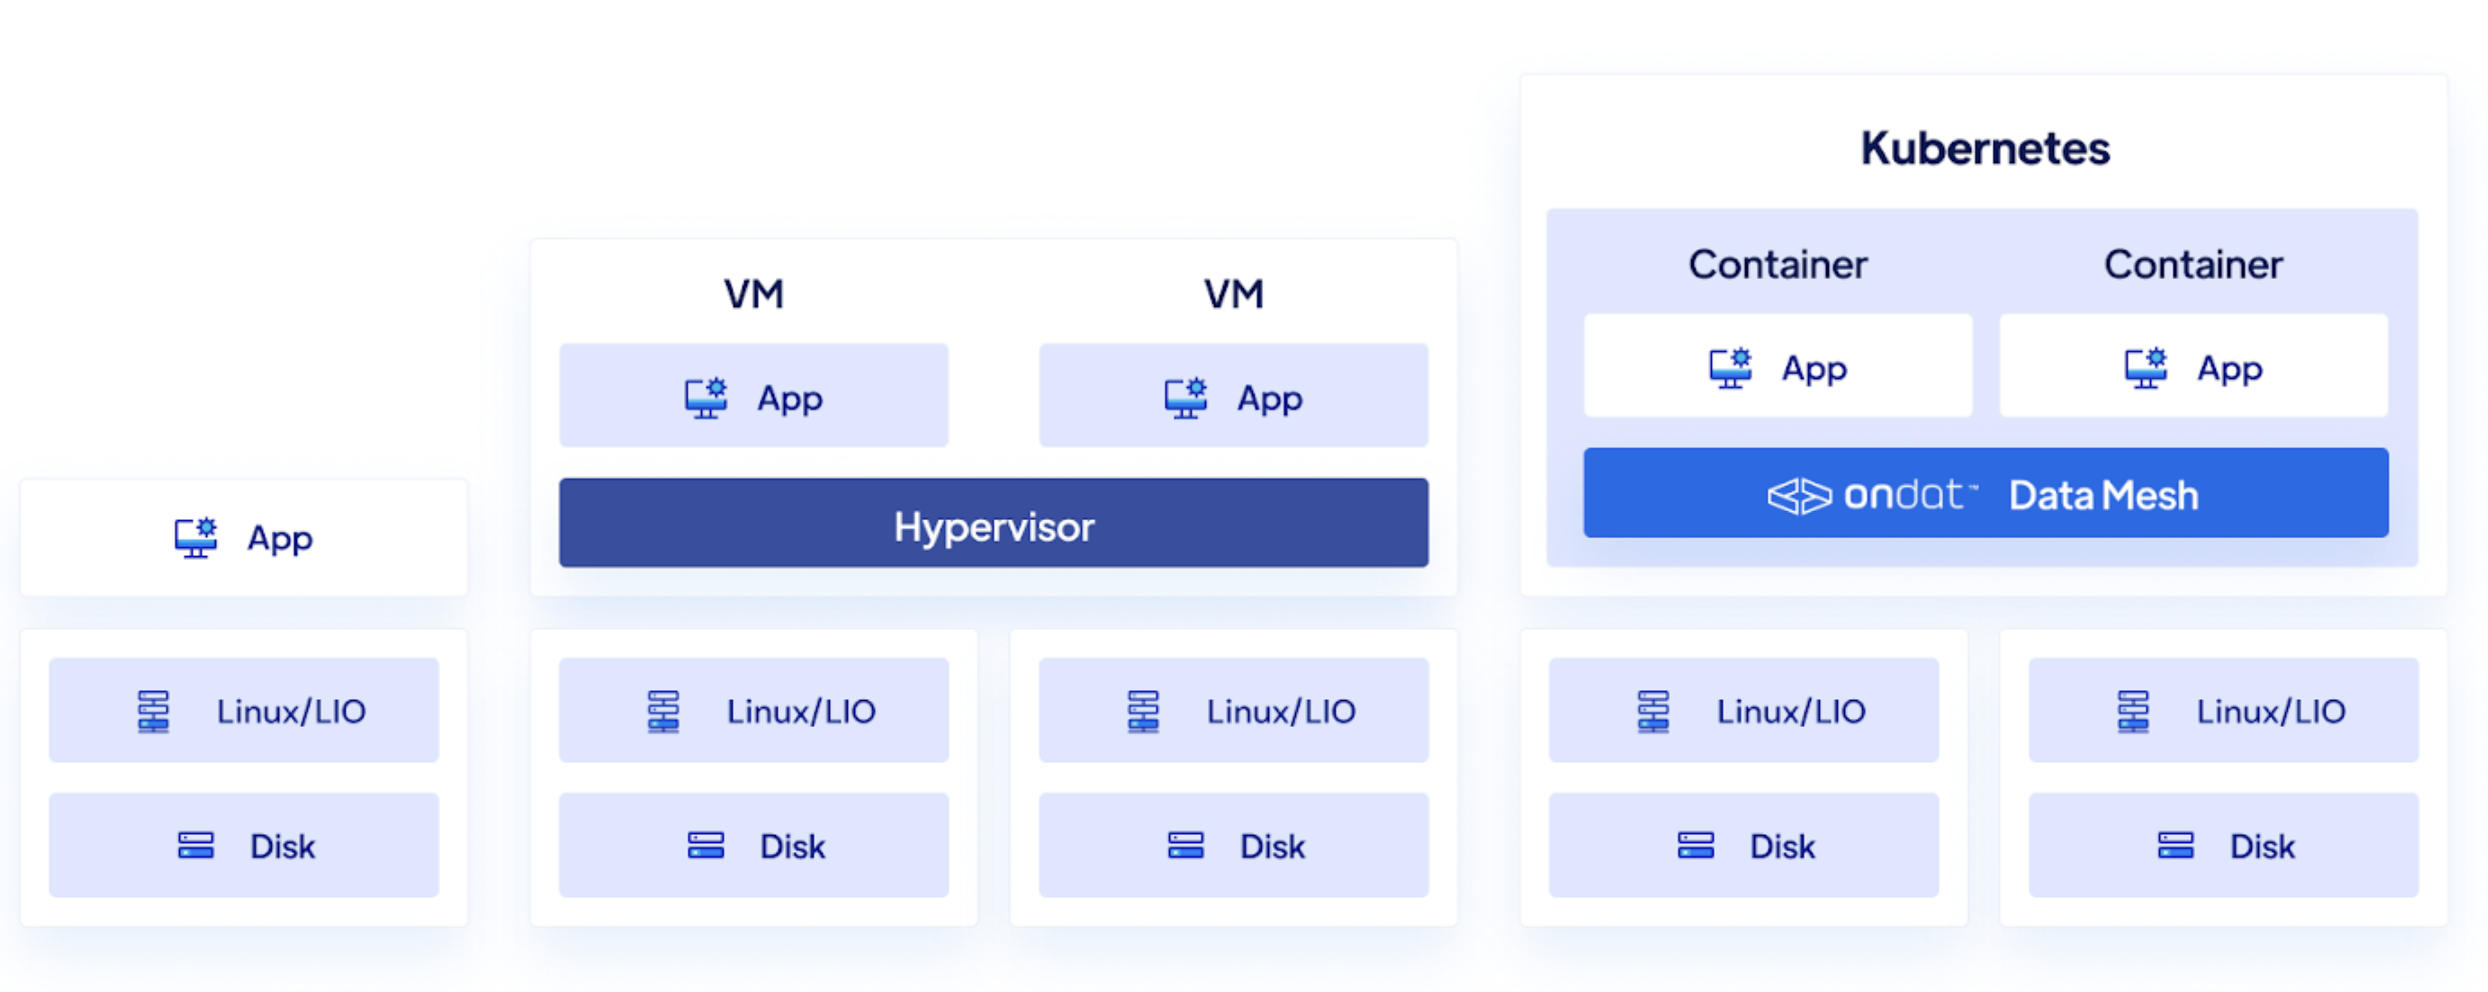 App
Linux/LIO
Disk
VM
VM
App
App
Hypervisor
Linux/LIO
Linux/LIO
Disk
Disk
Kubernetes
Container
Container
App
App
ondat™ Data Mesh
Linux/LIO
Linux/LIO
Disk
Disk